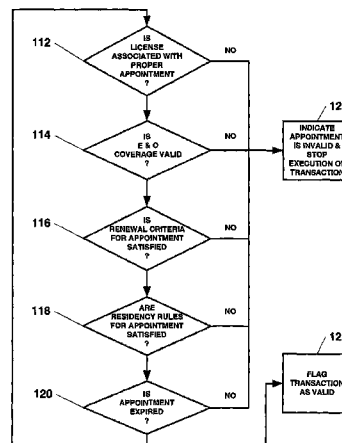 112
IS
LICENSE
ASSOCIATED WITH
PROPER
APPOINTMENT
?
NO
114
IS
E & O
COVERAGE VALID
?
NO
12
INDICATE
APPOINTMENT
IS INVALID &
STOP
EXECUTION OF
TRANSACTION
116
IS
RENEWAL CRITERIA
FOR APPOINTMENT
SATISFIED
?
NO
118
ARE
RESIDENCY RULES
FOR APPOINTMENT
SATISFIED
?
NO
12
FLAG
TRANSACTION
AS VALID
120
IS
APPOINTMENT
EXPIRED
?
NO